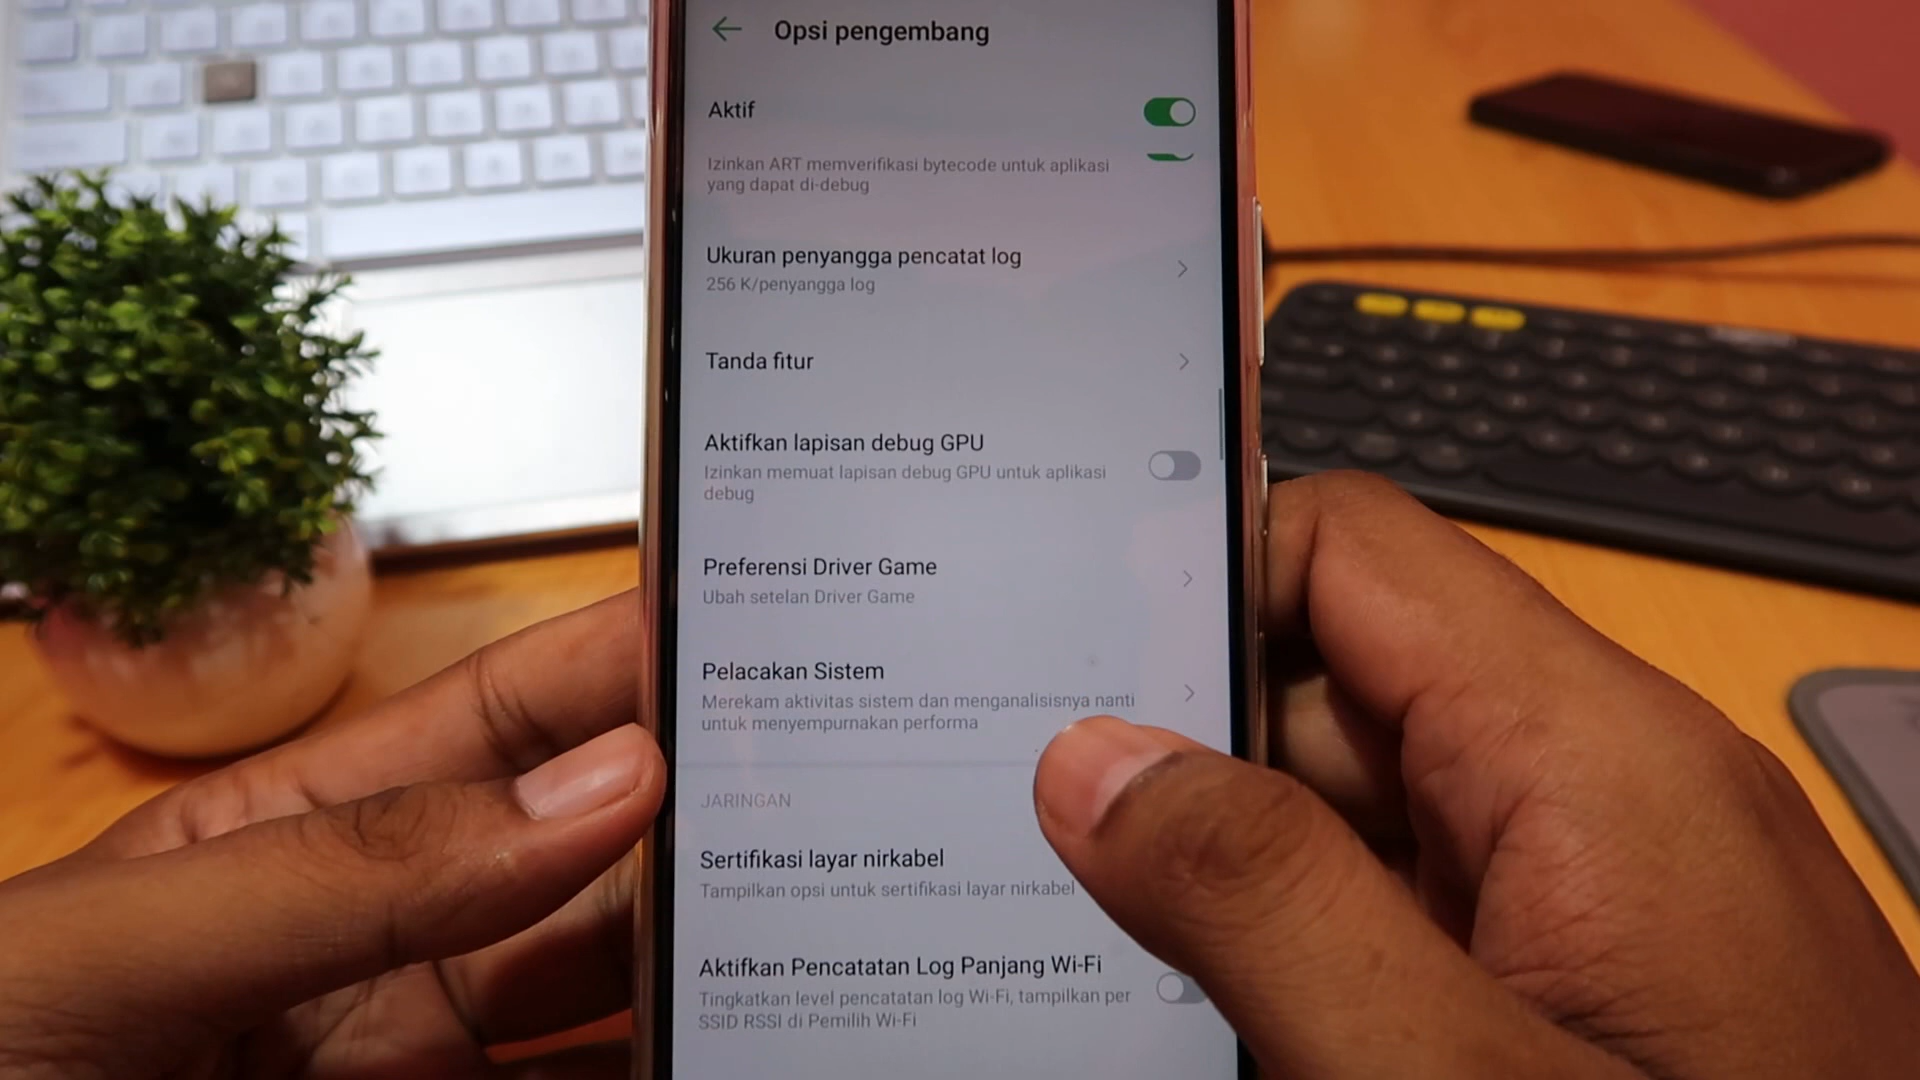 Opsi pengembang
Aktif
Izinkan ART memverifikasi bytecode untuk aplikasi
yang dapat di-debug
Ukuran penyangga pencatat log
256 K/penyangga log
Tanda fitur
Aktifkan lapisan debug GPU
Izinkan memuat lapisan debug GPU untuk aplikasi
debug
Preferensi Driver Game
Ubah setelan Driver Game
Pelacakan Sistem
Merekam aktivitas sistem dan menganalisisnya nanti
untuk menyempurnakan performa
JARINGAN
Sertifikasi layar nirkabel
Tampilkan opsi untuk sertifikasi layar nirkabel
Aktifkan Pencatatan Log Panjang Wi-Fi
Tingkatkan level pencatatan log Wi-Fi, tampilkan per
SSID RSSI di Pemilih Wi-Fi